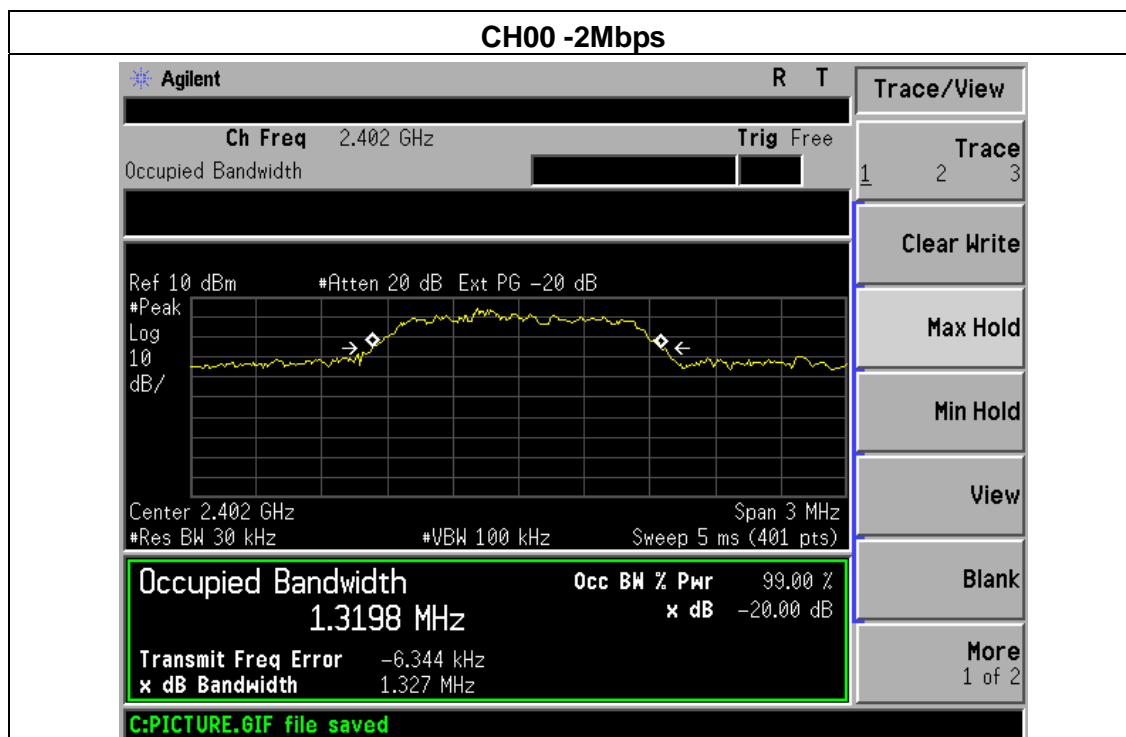 CH00 -2Mbps
Agilent R T
Ch Freq 2.402 GHz Trig Free
Occupied Bandwidth
Ref 10 dBm #Atten 20 dB Ext PG -20 dB
#Peak
Log
10
dB/
Center 2.402 GHz Span 3 MHz
#Res BW 30 kHz #VBW 100 kHz Sweep 5 ms (401 pts)
Occupied Bandwidth Occ BW % Pwr 99.00 %
1.3198 MHz x dB -20.00 dB
Transmit Freq Error -6.344 kHz
x dB Bandwidth 1.327 MHz
C:PICTURE.GIF file saved
Trace/View
Trace
1 2 3
Clear Write
Max Hold
Min Hold
View
Blank
More
1 of 2